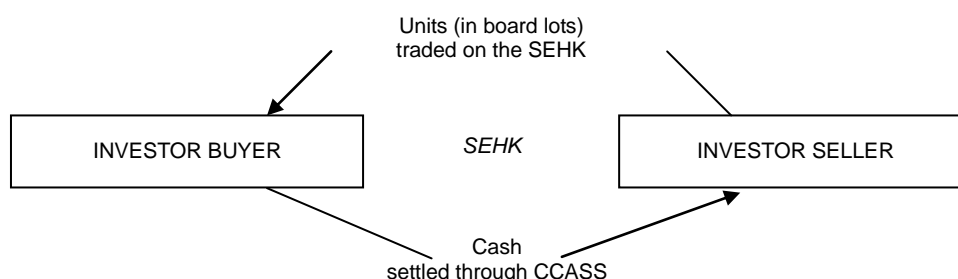 Units (in board lots)
traded on the SEHK
INVESTOR BUYER
SEHK
INVESTOR SELLER
Cash
settled through CCASS